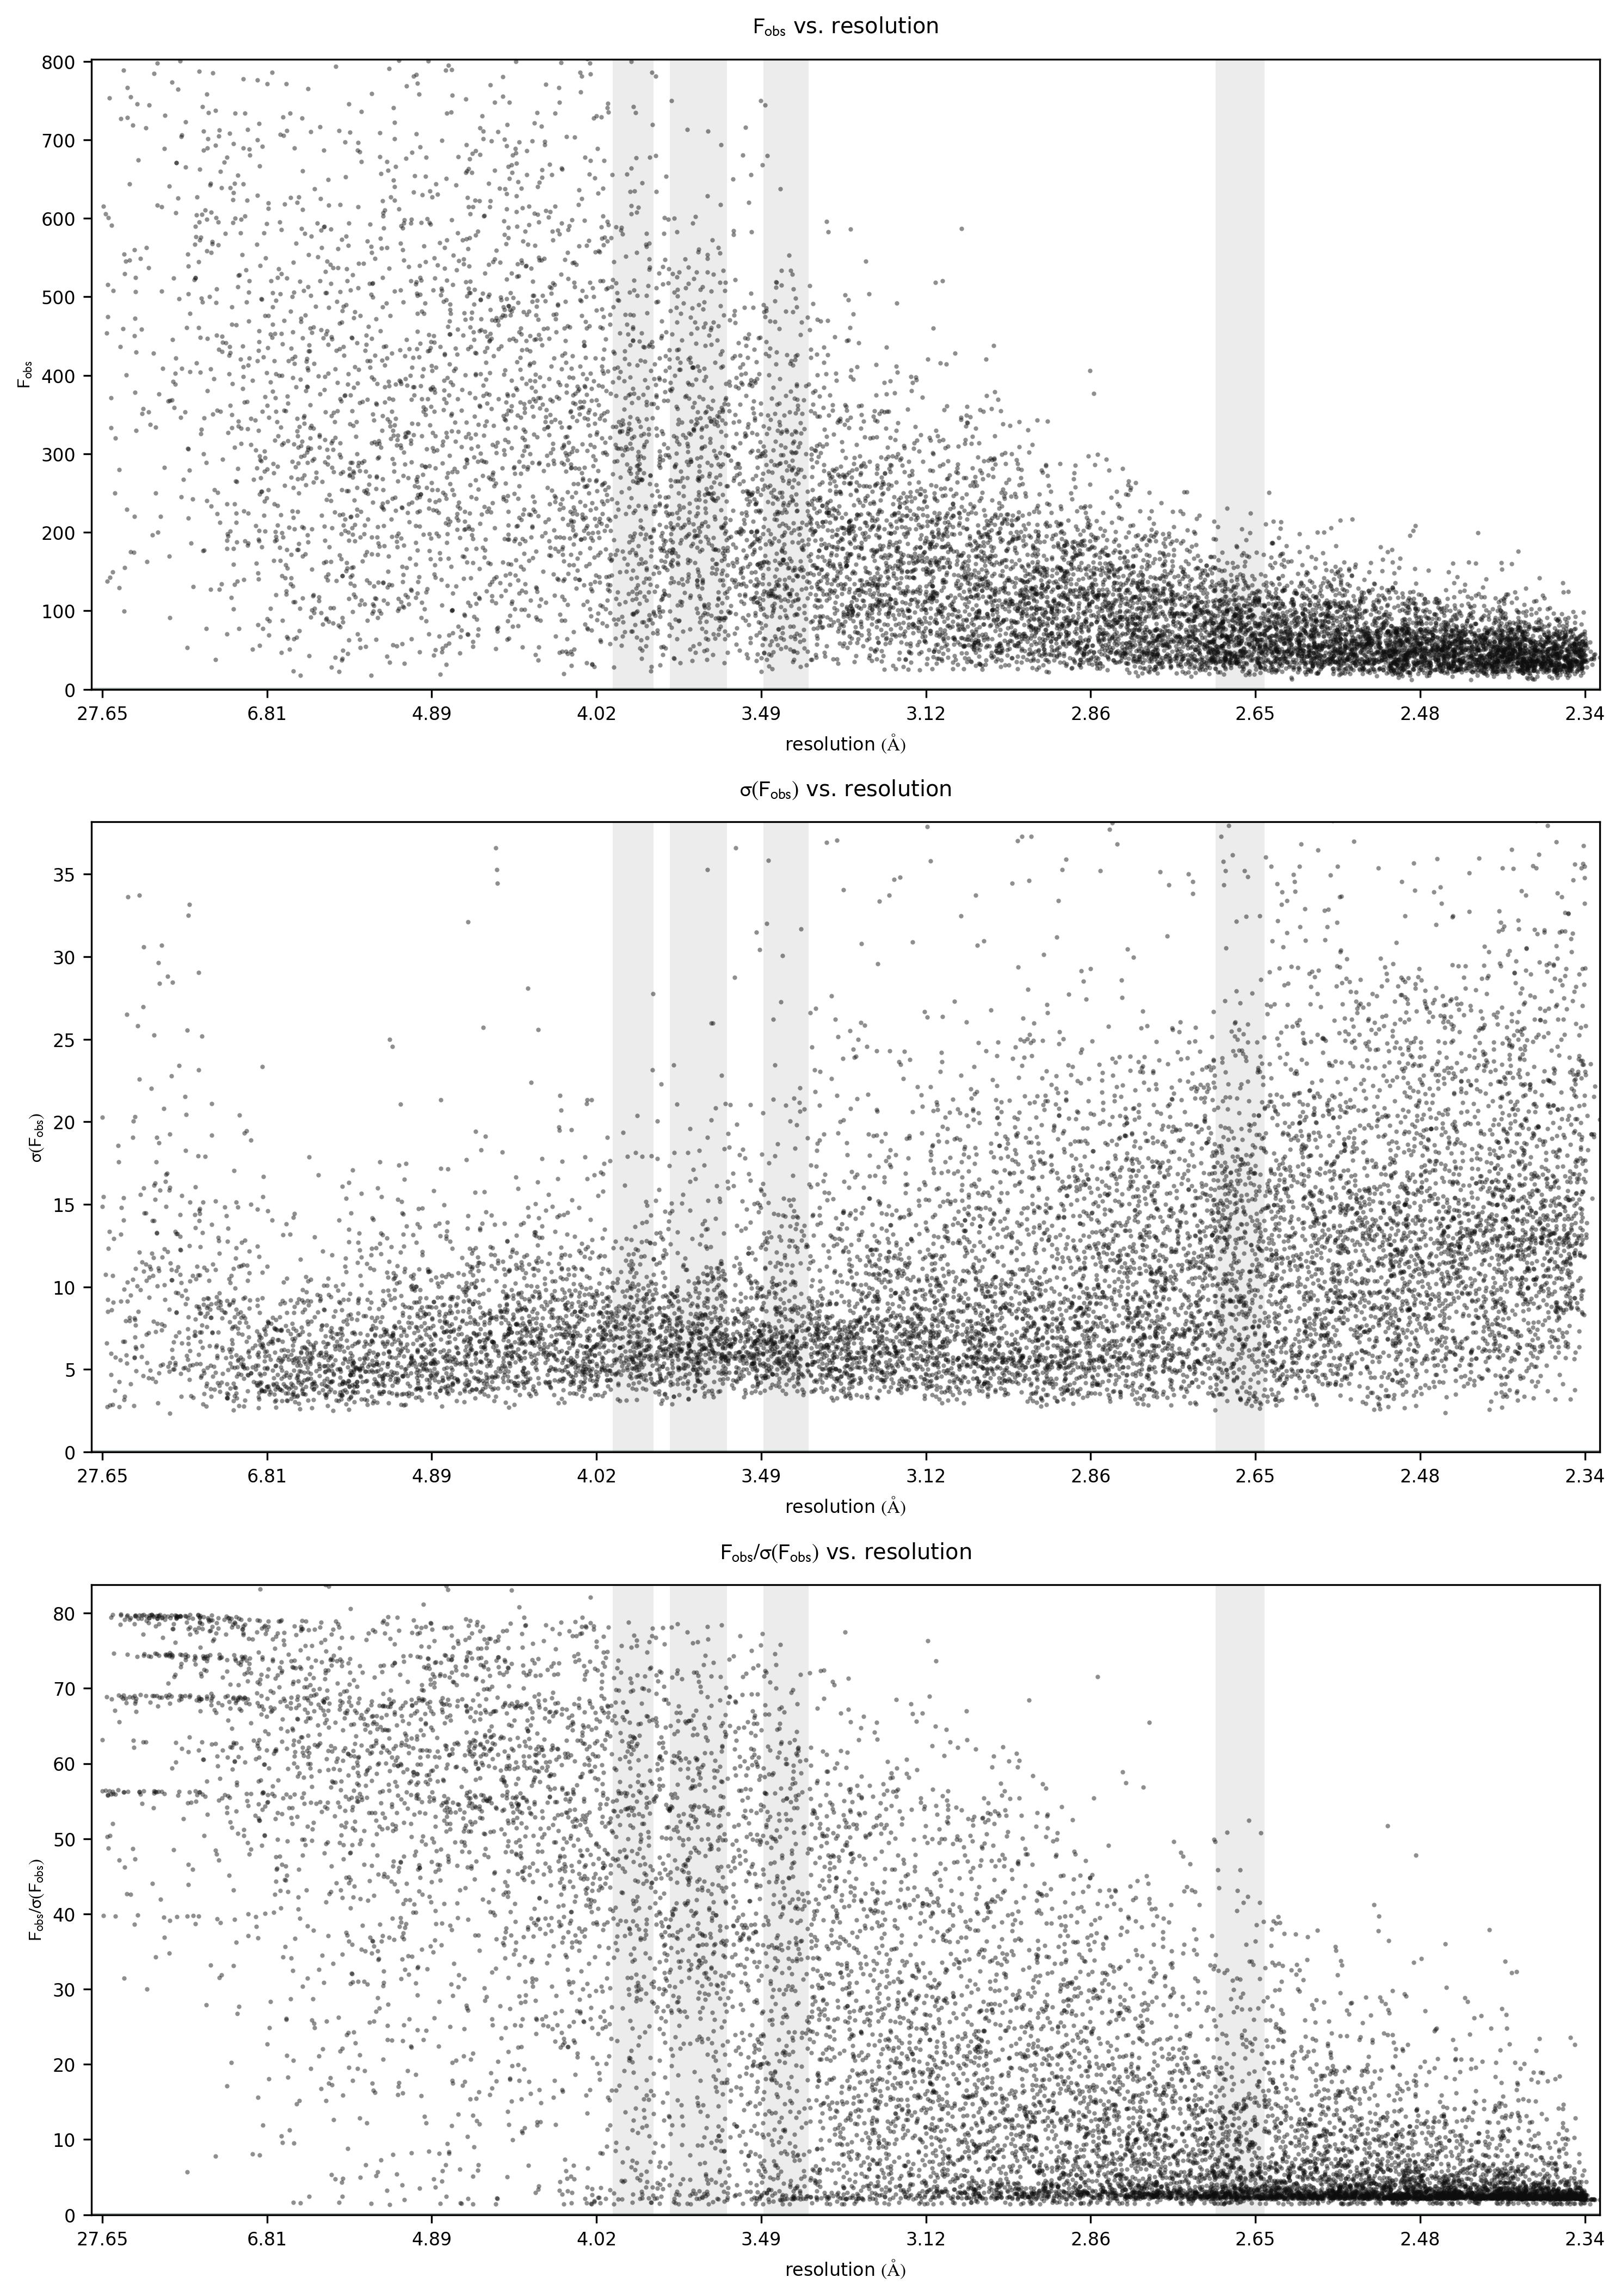 Fobs vs. resolution
800
700
600
500
400
300
200
100
0
Fobs
27.65 6.81 4.89 4.02 3.49 3.12 2.86 2.65 2.48 2.34
resolution (Å)
σ(Fobs) vs. resolution
35
30
25
20
15
10
5
0
σ(Fobs)
27.65 6.81 4.89 4.02 3.49 3.12 2.86 2.65 2.48 2.34
resolution (Å)
Fobs/σ(Fobs) vs. resolution
80
70
60
50
40
30
20
10
0
Fobs/σ(Fobs)
27.65 6.81 4.89 4.02 3.49 3.12 2.86 2.65 2.48 2.34
resolution (Å)